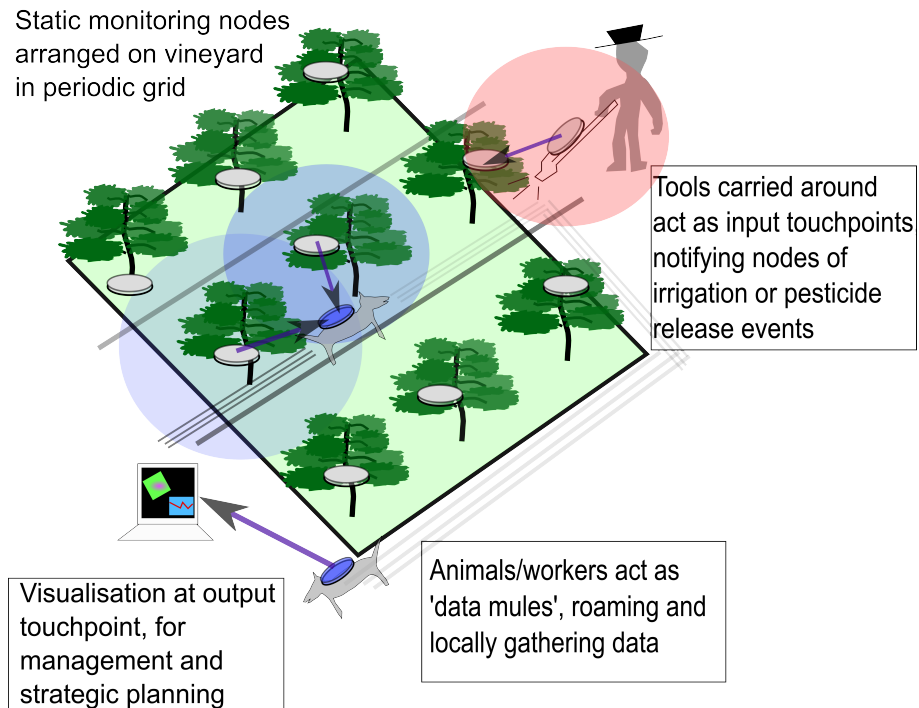 Static monitoring nodes
arranged on vineyard
in periodic grid
Tools carried around
act as input touchpoints,
notifying nodes of
irrigation or pesticide
release events
Animals/workers act as
'data mules', roaming and
locally gathering data
Visualisation at output
touchpoint, for
management and
strategic planning